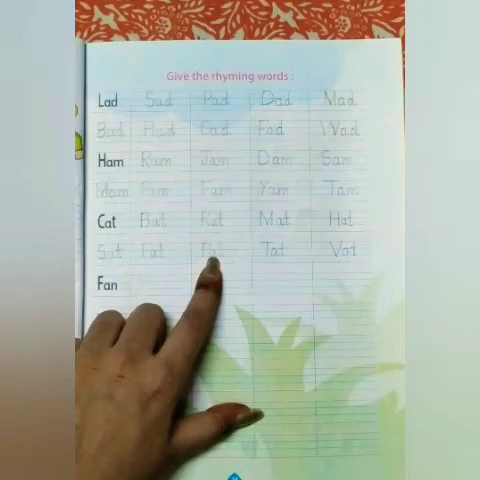 Give the rhyming words :
Lad Sad Pad Dad Mad
Bad Had Cad Fad Wad
Ham Ram Jam Dam Sam
Mam Pam Yam Tam
Cat Bat Rat Mat Hat
Sat Fat Pat Tat Vat
Fan